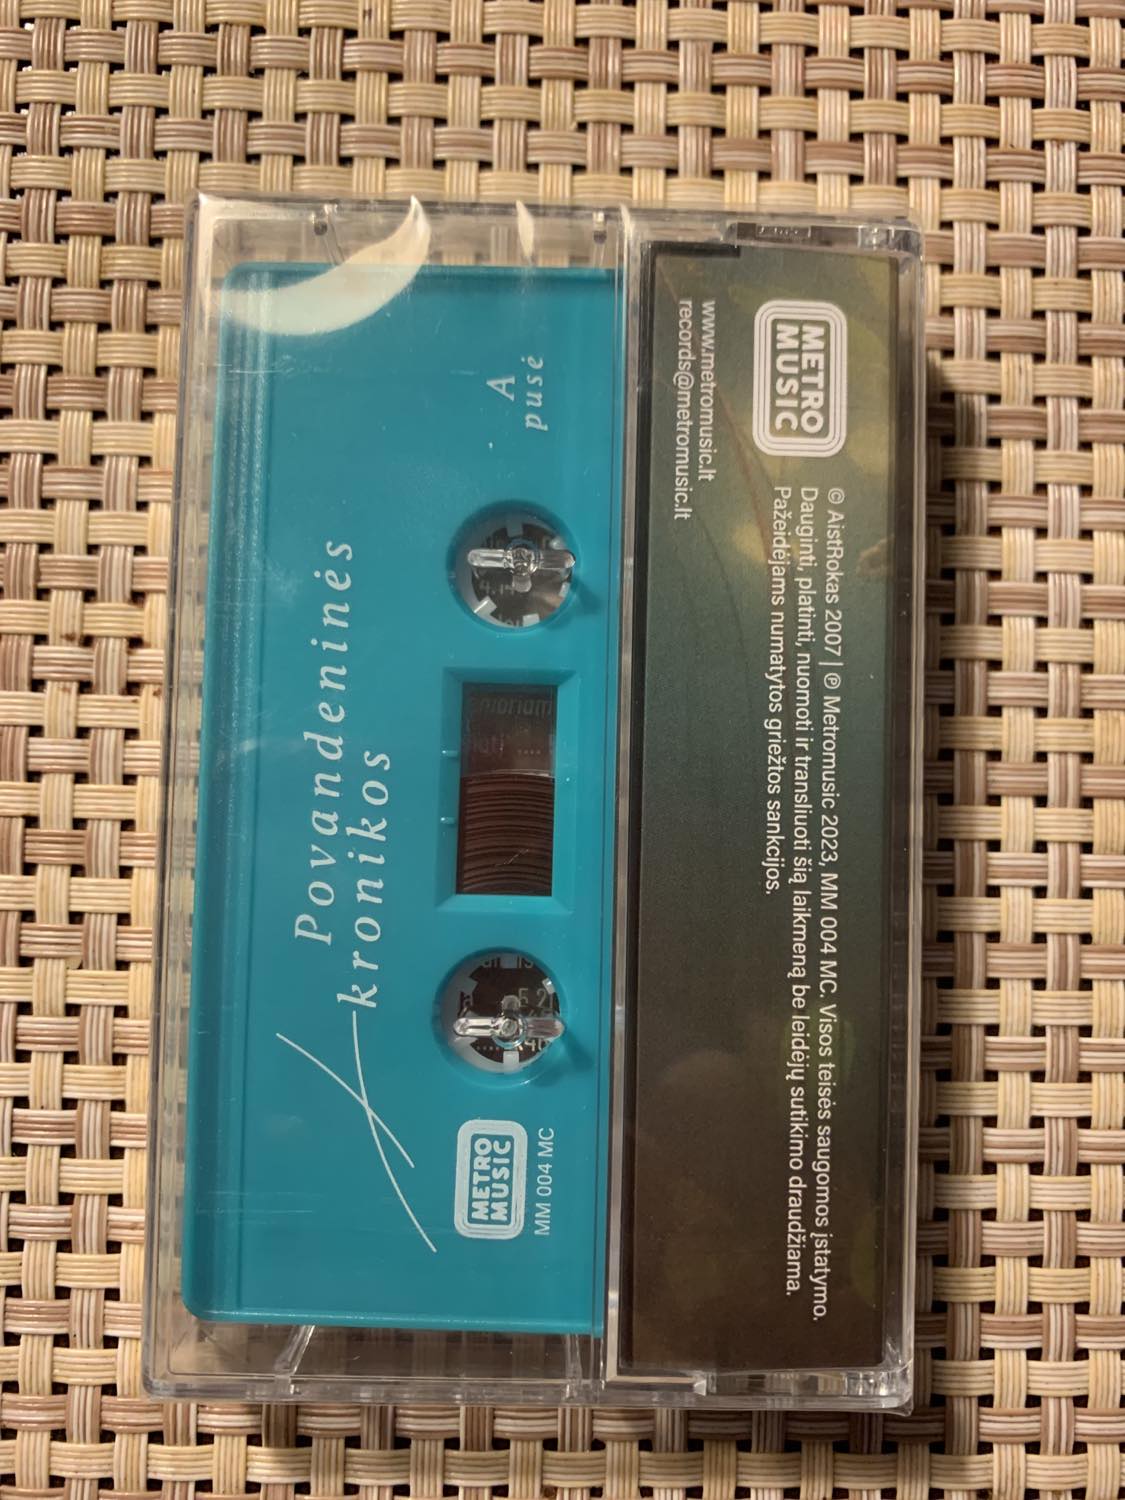 METRO
MUSIC
© AistRokas 2007 | ℗ Metromusic 2023, MM 004 MC. Visos teisės saugomos įstatymo.
Dauginti, platinti, nuomoti ir transliuoti šią laikmeną be leidėjų sutikimo draudžiama.
Pažeidėjams numatytos griežtos sankcijos.
www.metromusic.lt
records@metromusic.lt
Povandeninės
kronikos
A
pusė
METRO
MUSIC
MM 004 MC